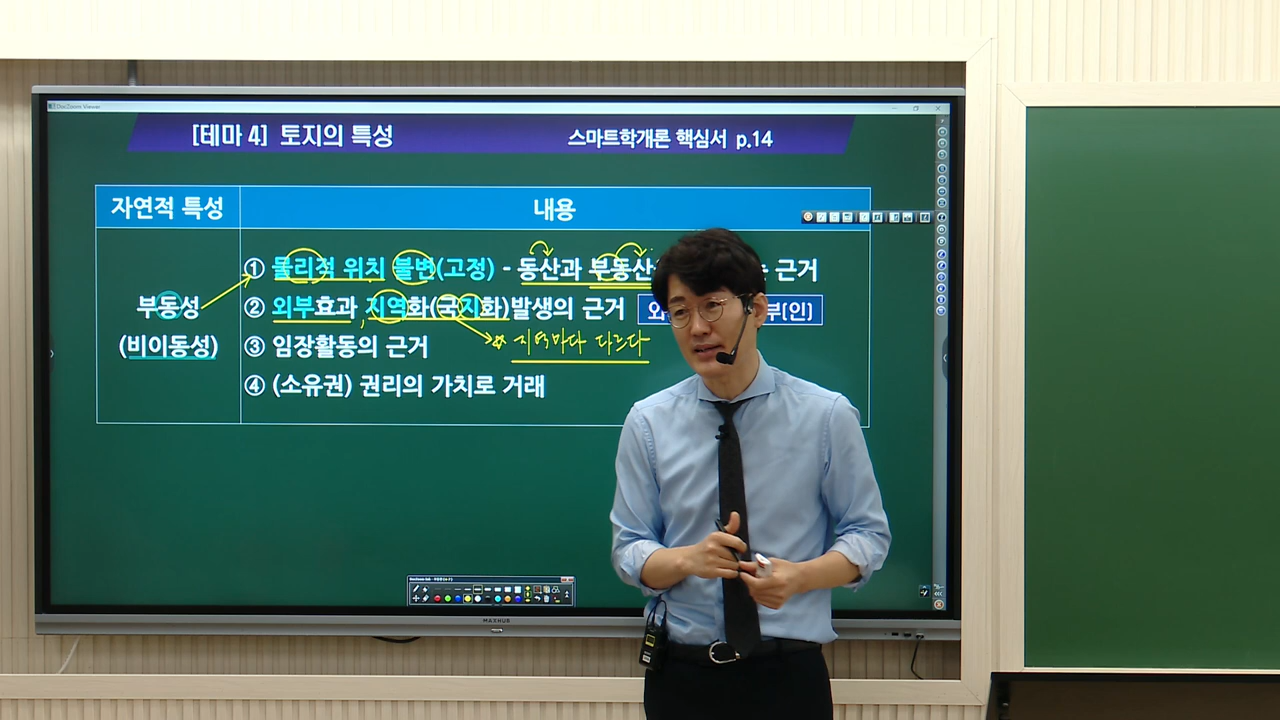 DocZoom Viewer
[테마 4] 토지의 특성
스마트학개론 핵심서 p.14
자연적 특성
내용
부동성
(비이동성)
① 물리적 위치 불변(고정) - 동산과 부동산 근거
② 외부효과, 지역화(국지화)발생의 근거
부[인]
③ 임장활동의 근거
☆ 지역마다 다르다
④ (소유권) 권리의 가치로 거래
MAXHUB